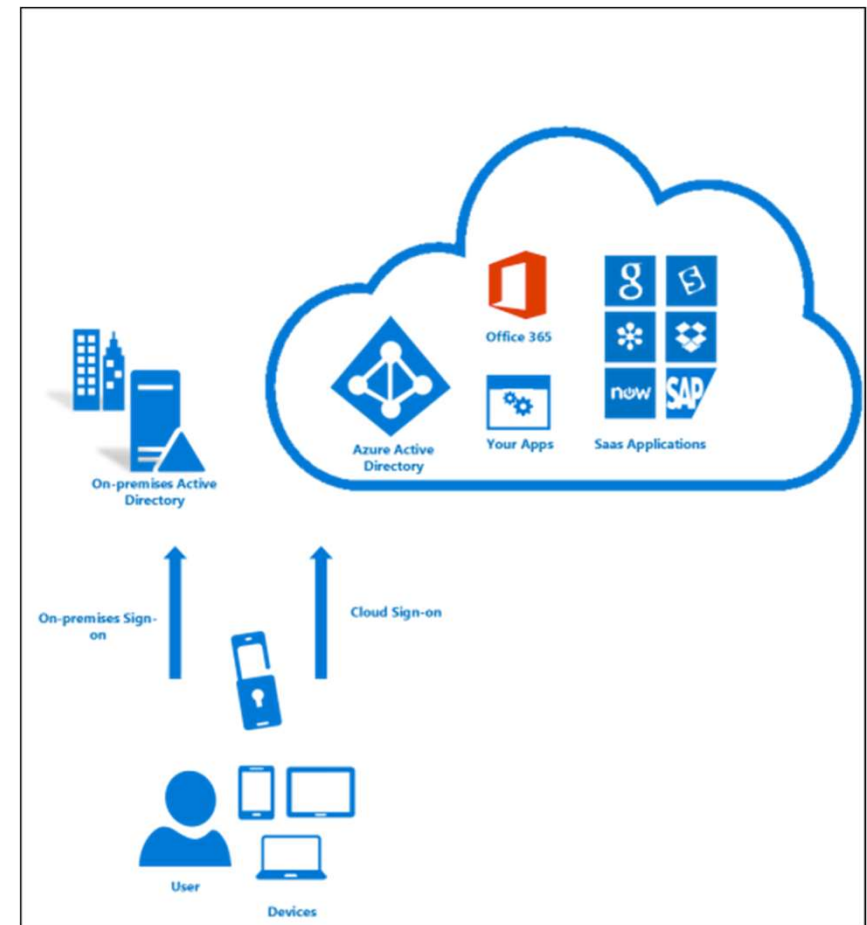 Office 365
g
S
now
SAP
Your Apps
Saas Applications
Azure Active
Directory
On-premises Active
Directory
On-premises Sign-
on
Cloud Sign-on
User
Devices